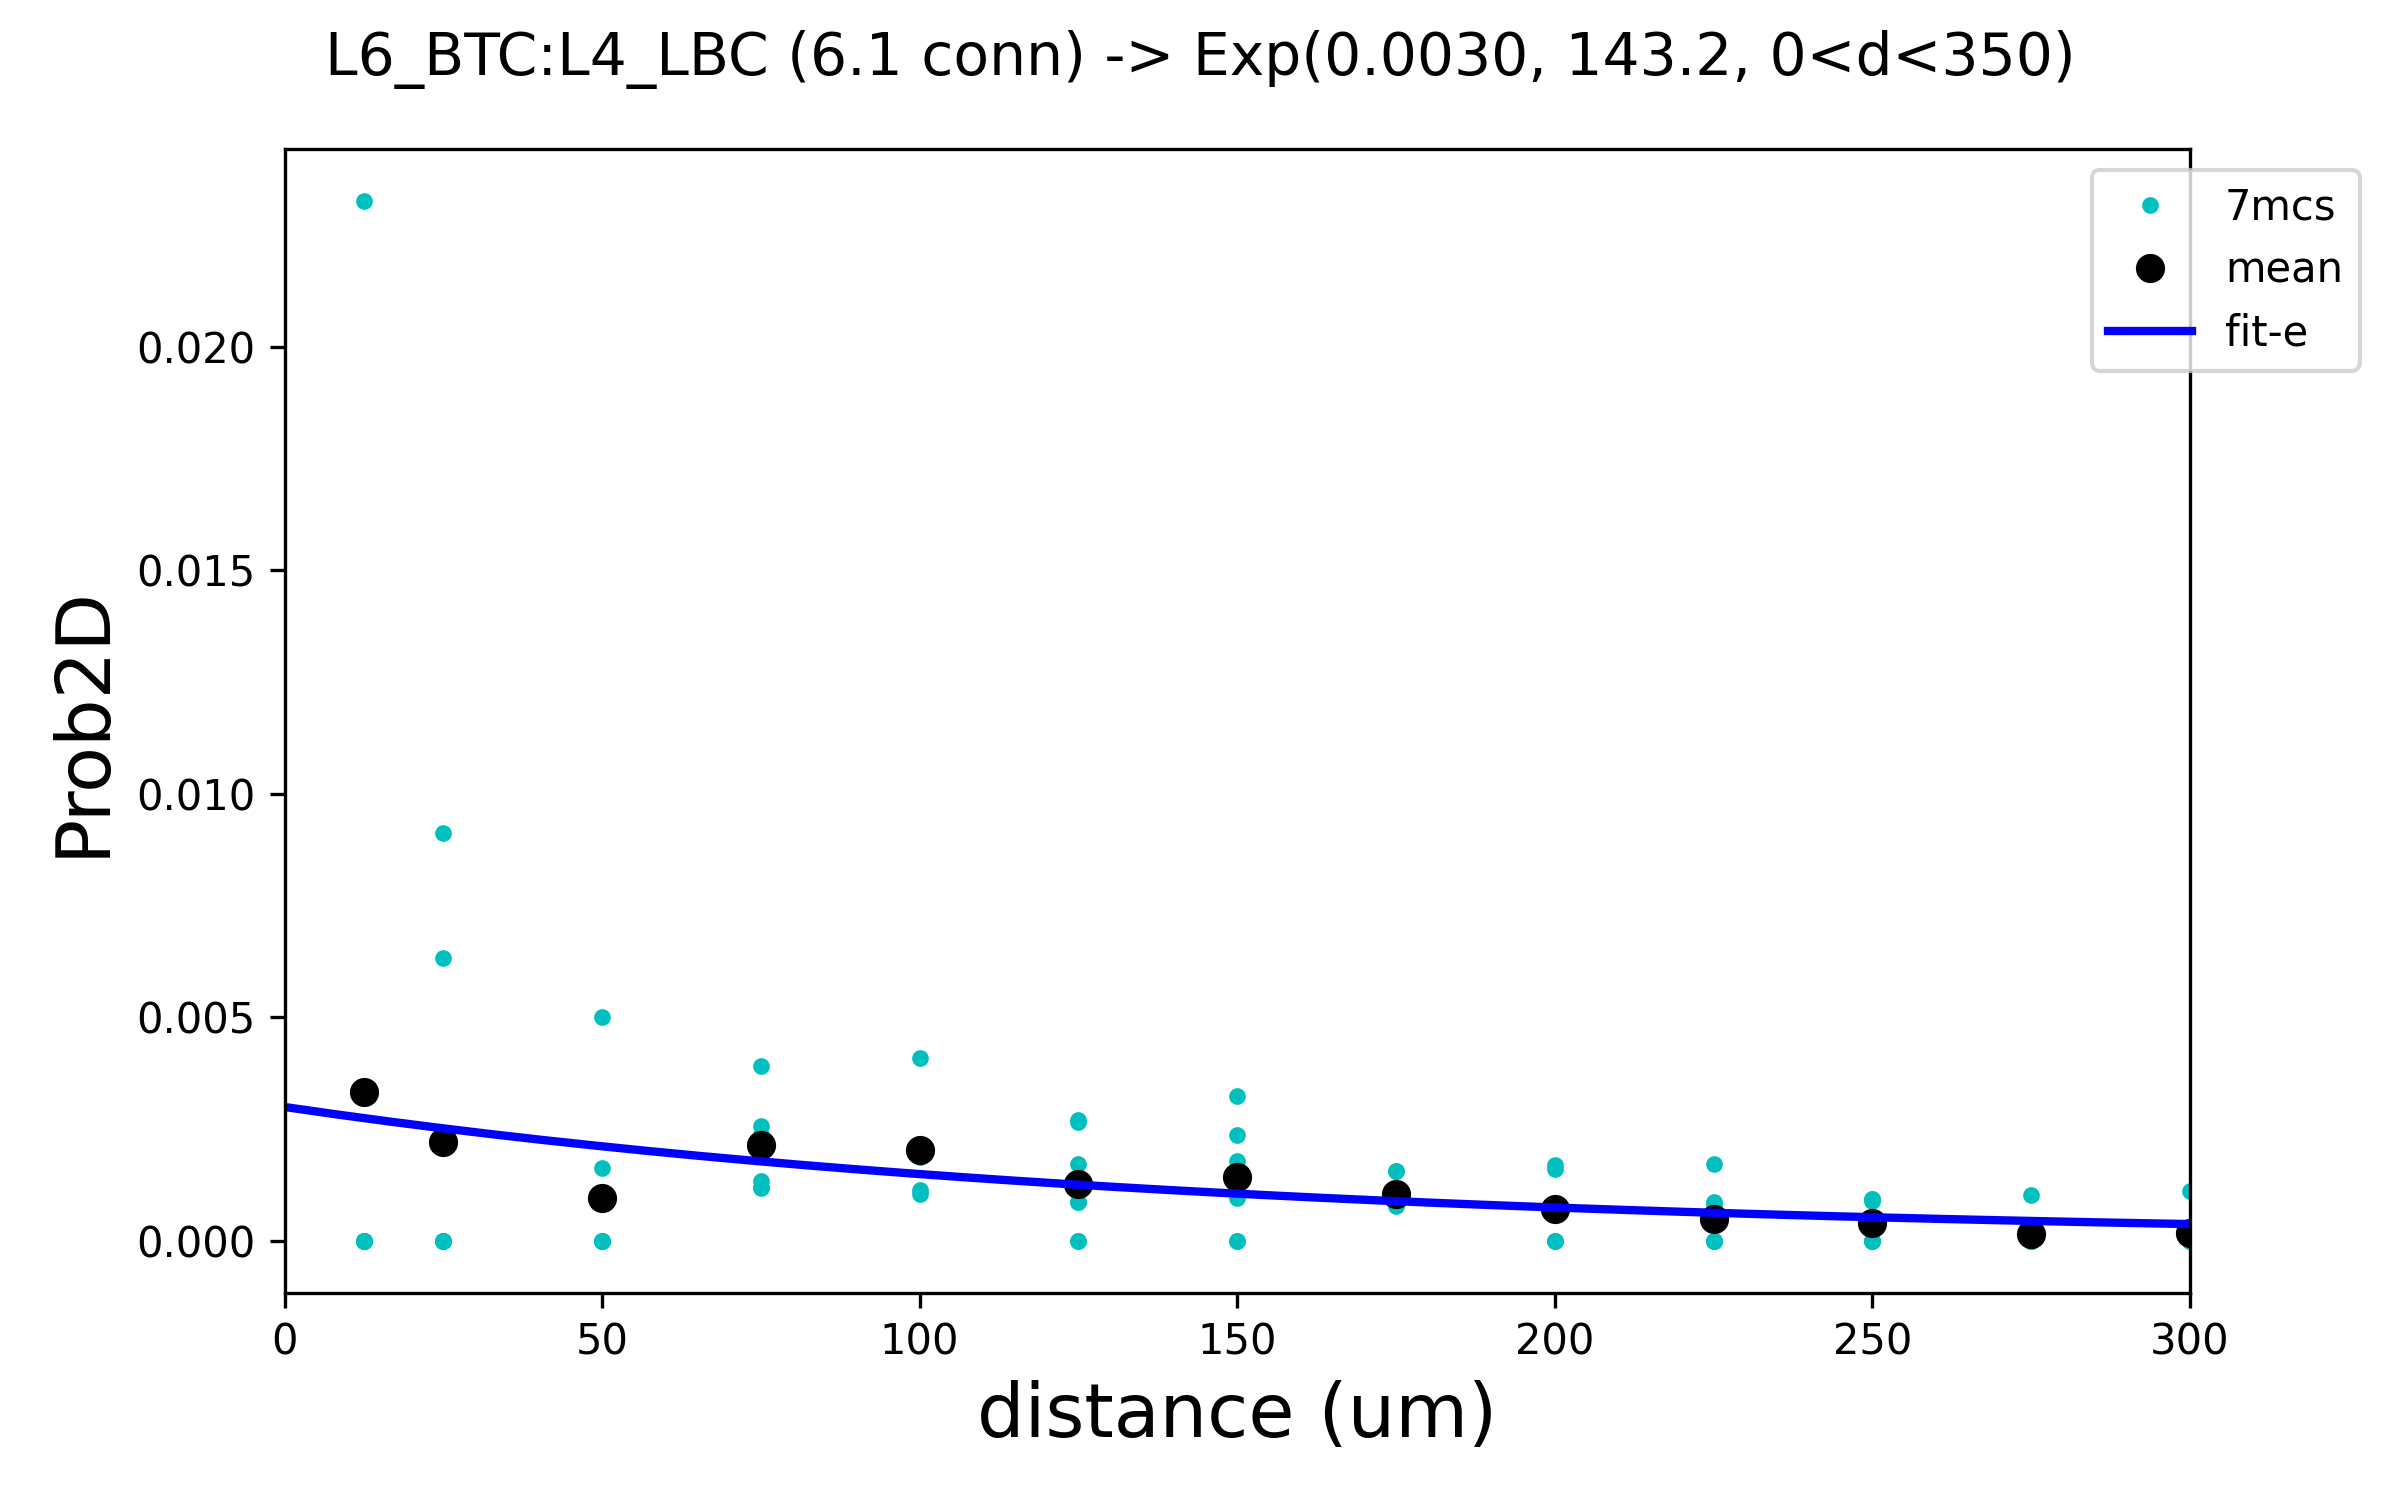 L6_BTC:L4_LBC (6.1 conn) -> Exp(0.0030, 143.2, 0<d<350)
7mcs
mean
fit-e
Prob2D
0.020
0.015
0.010
0.005
0.000
0 50 100 150 200 250 300
distance (um)